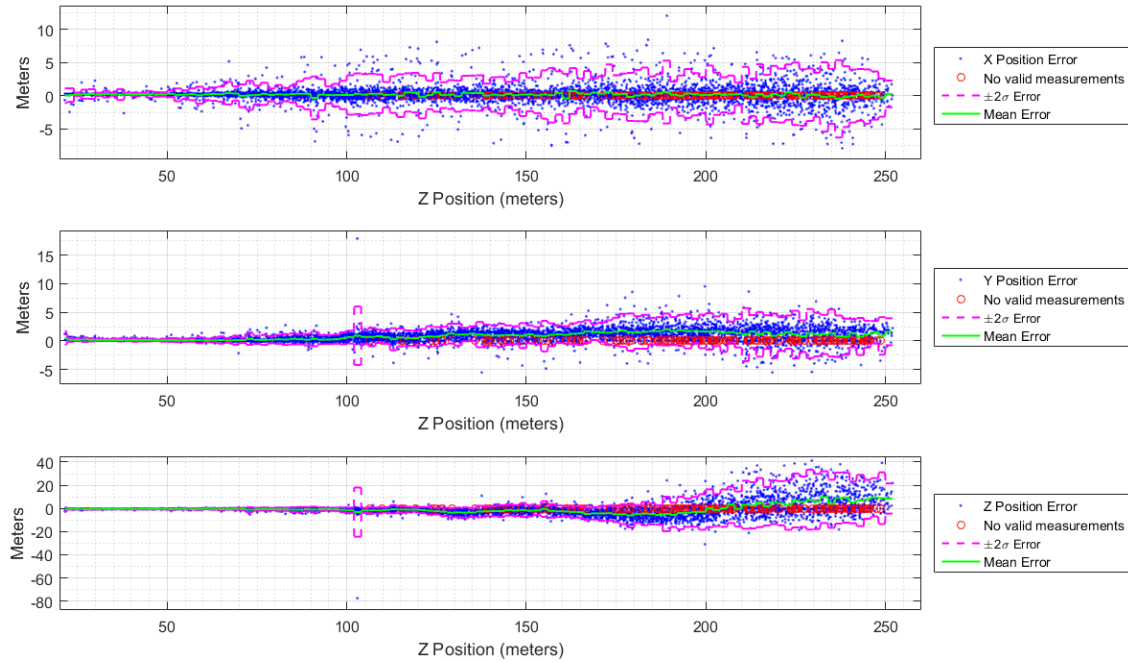 10
5
0
-5
Meters
50
100
150
200
250
Z Position (meters)
X Position Error
No valid measurements
±2σ Error
Mean Error
15
10
5
0
-5
Meters
50
100
150
200
250
Z Position (meters)
Y Position Error
No valid measurements
±2σ Error
Mean Error
40
20
0
-20
-40
-60
-80
Meters
50
100
150
200
250
Z Position (meters)
Z Position Error
No valid measurements
±2σ Error
Mean Error